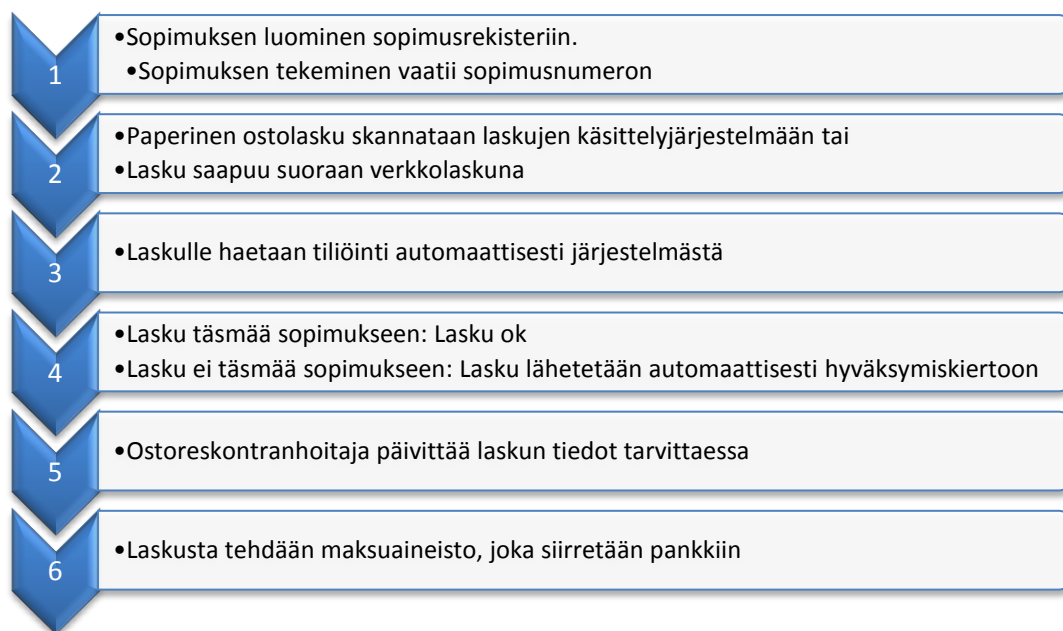 1
•Sopimuksen luominen sopimusrekisteriin.
•Sopimuksen tekeminen vaatii sopimusnumeron
2
•Paperinen ostolasku skannataan laskujen käsittelyjärjestelmään tai
•Lasku saapuu suoraan verkkolaskuna
3
•Laskulle haetaan tiliöinti automaattisesti järjestelmästä
4
•Lasku täsmää sopimukseen: Lasku ok
•Lasku ei täsmää sopimukseen: Lasku lähetetään automaattisesti hyväksymiskiertoon
5
•Ostoreskontranhoitaja päivittää laskun tiedot tarvittaessa
6
•Laskusta tehdään maksuaineisto, joka siirretään pankkiin